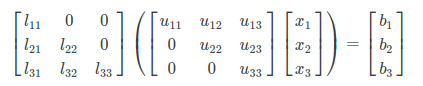 [l₁₁ 0 0; l₂₁ l₂₂ 0; l₃₁ l₃₂ l₃₃] ([u₁₁ u₁₂ u₁₃; 0 u₂₂ u₂₃; 0 0 u₃₃] [x₁; x₂; x₃]) = [b₁; b₂; b₃]